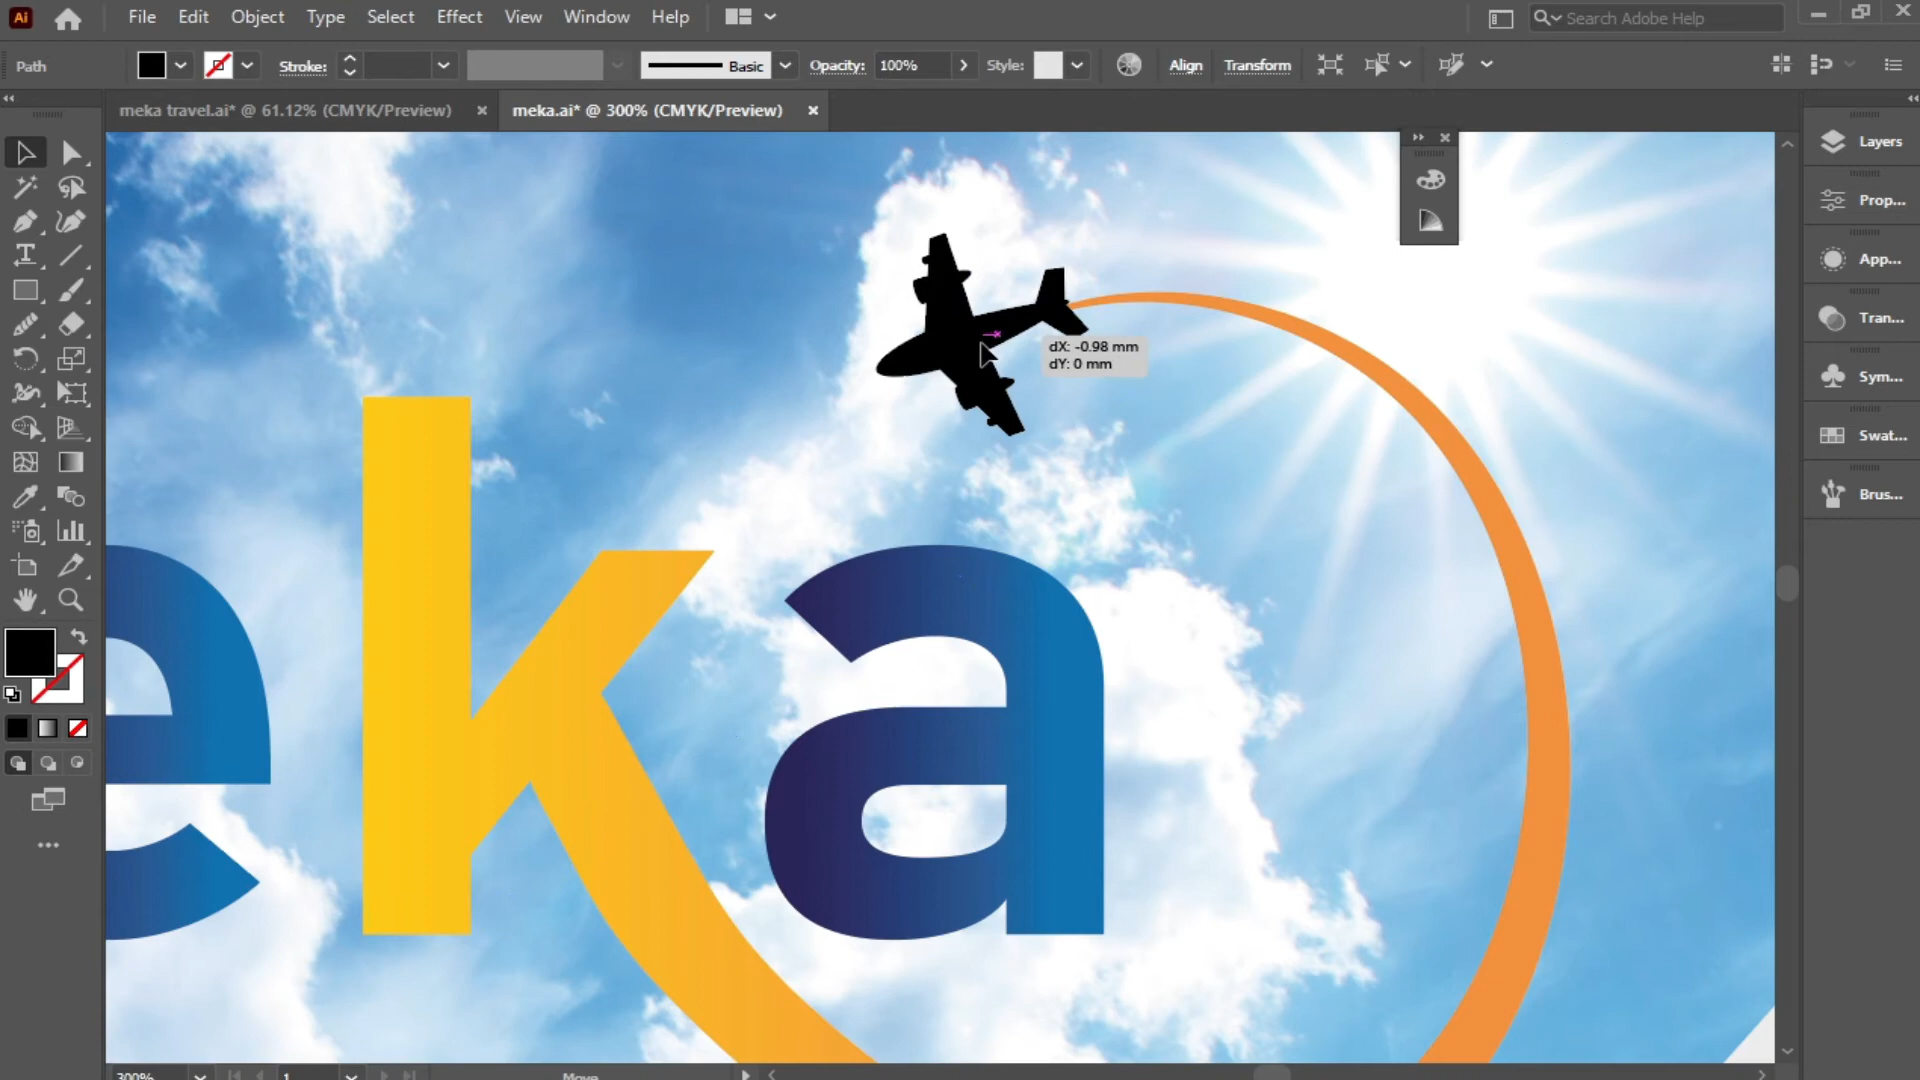 Ai File Edit Object Type Select Effect View Window Help Search Adobe Help
Path Stroke: Basic Opacity: 100% Style: Align Transform
meka travel.ai* @ 61.12% (CMYK/Preview) meka.ai* @ 300% (CMYK/Preview)
Layers
Prop...
App...
Tran...
Sym...
Swat...
Brus...
dX: -0.98 mm
dY: 0 mm
eka
300% 1 Move